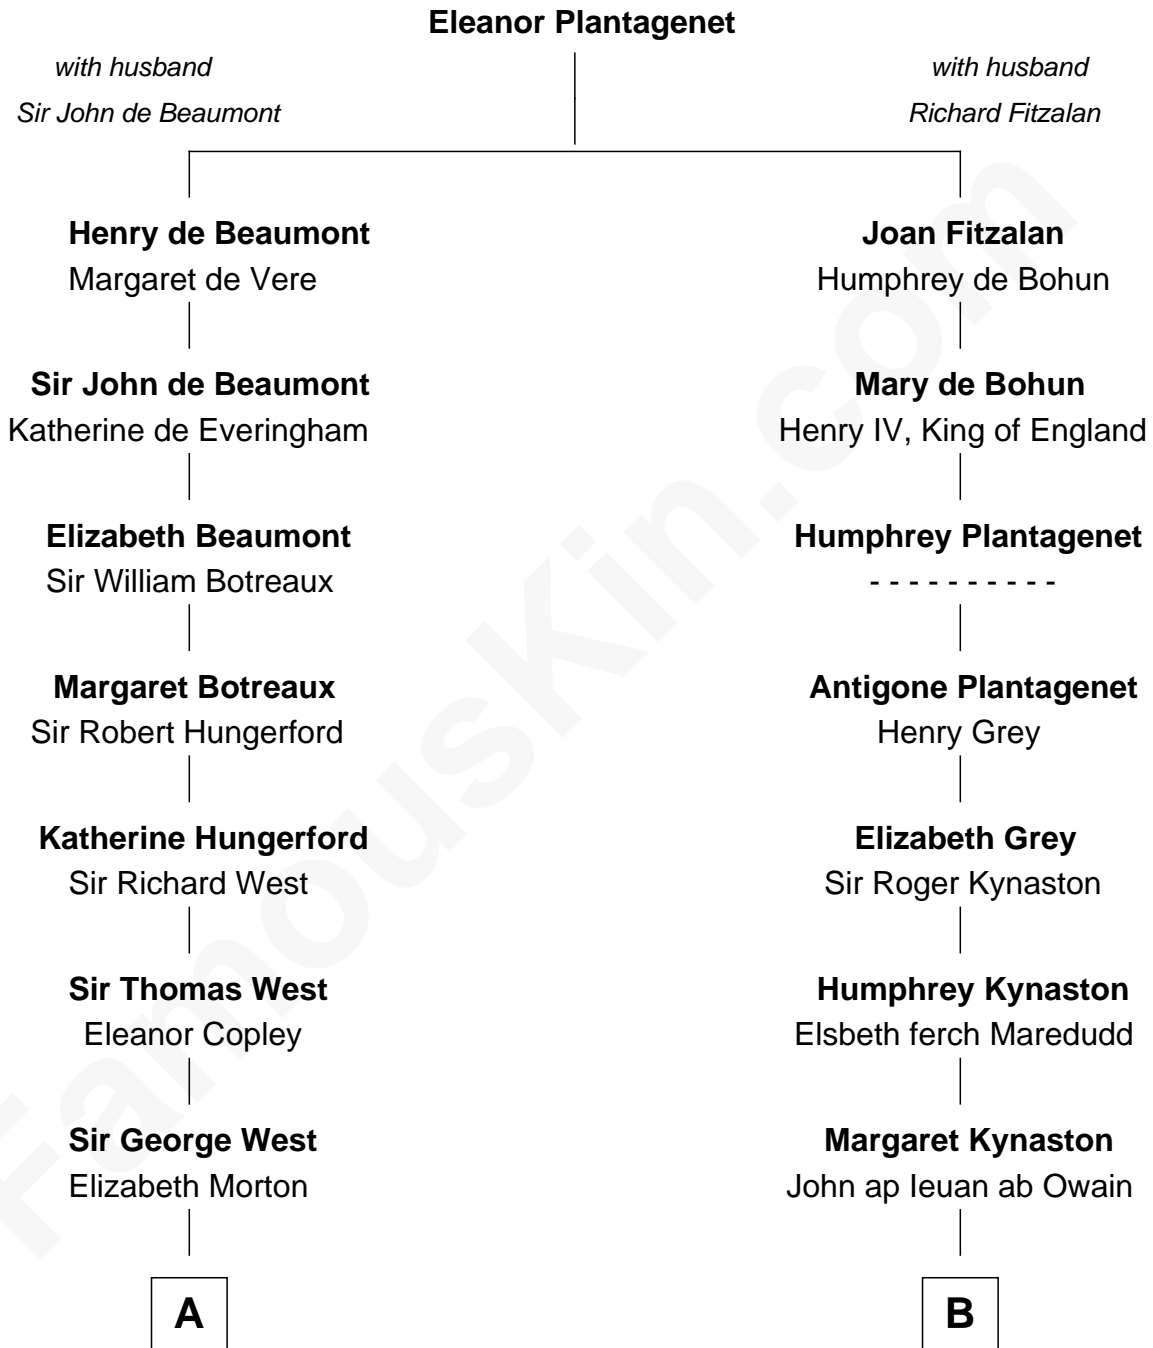 Eleanor Plantagenet
with husband
Sir John de Beaumont
with husband
Richard Fitzalan
Henry de Beaumont
Margaret de Vere
Joan Fitzalan
Humphrey de Bohun
Sir John de Beaumont
Katherine de Everingham
Mary de Bohun
Henry IV, King of England
Elizabeth Beaumont
Sir William Botreaux
Humphrey Plantagenet
- - - - - - - - - -
Margaret Botreaux
Sir Robert Hungerford
Antigone Plantagenet
Henry Grey
Katherine Hungerford
Sir Richard West
Elizabeth Grey
Sir Roger Kynaston
Sir Thomas West
Eleanor Copley
Humphrey Kynaston
Elsbeth ferch Maredudd
Sir George West
Elizabeth Morton
Margaret Kynaston
John ap Ieuan ab Owain
A
B
FamousKin.com